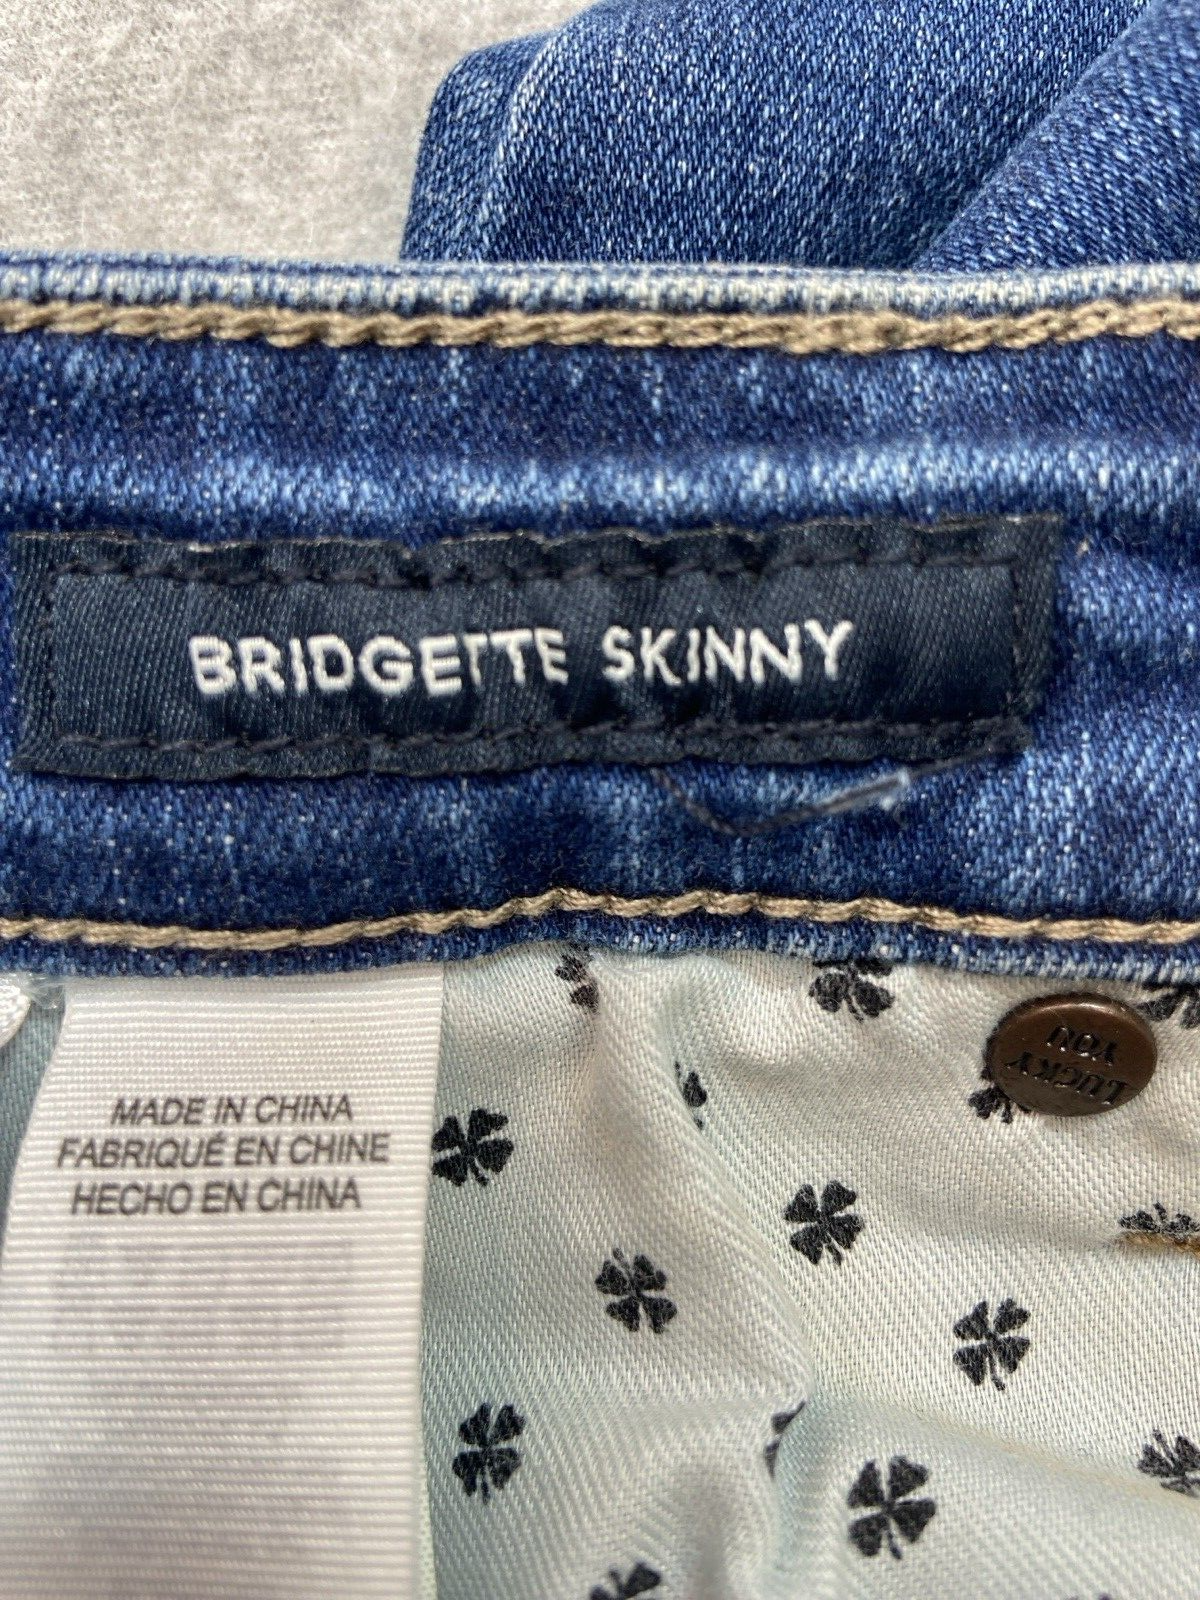 BRIDGETTE SKINNY
LUCKY
YOU
MADE IN CHINA
FABRIQUÉ EN CHINE
HECHO EN CHINA